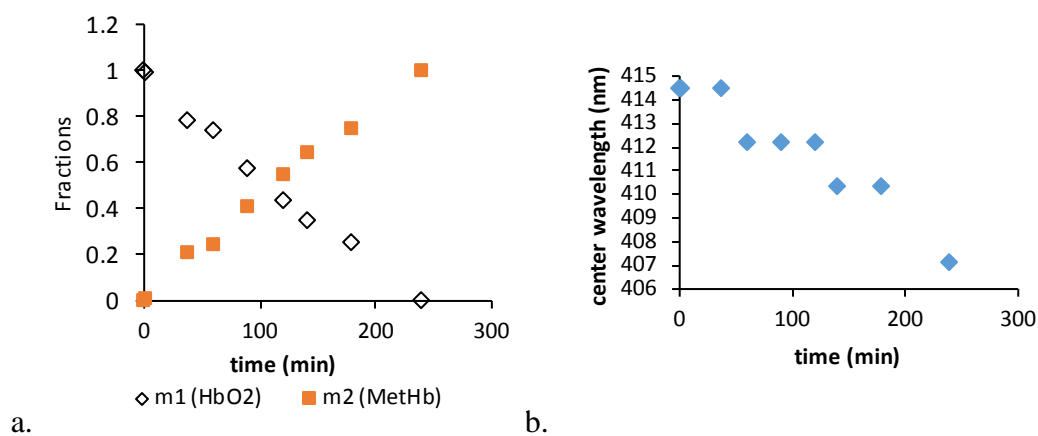 1.2
1
0.8
0.6
0.4
0.2
0
Fractions
0 100 200 300
time (min)
m1 (HbO2) m2 (MetHb)
a.
415
414
413
412
411
410
409
408
407
406
center wavelength (nm)
0 100 200 300
time (min)
b.